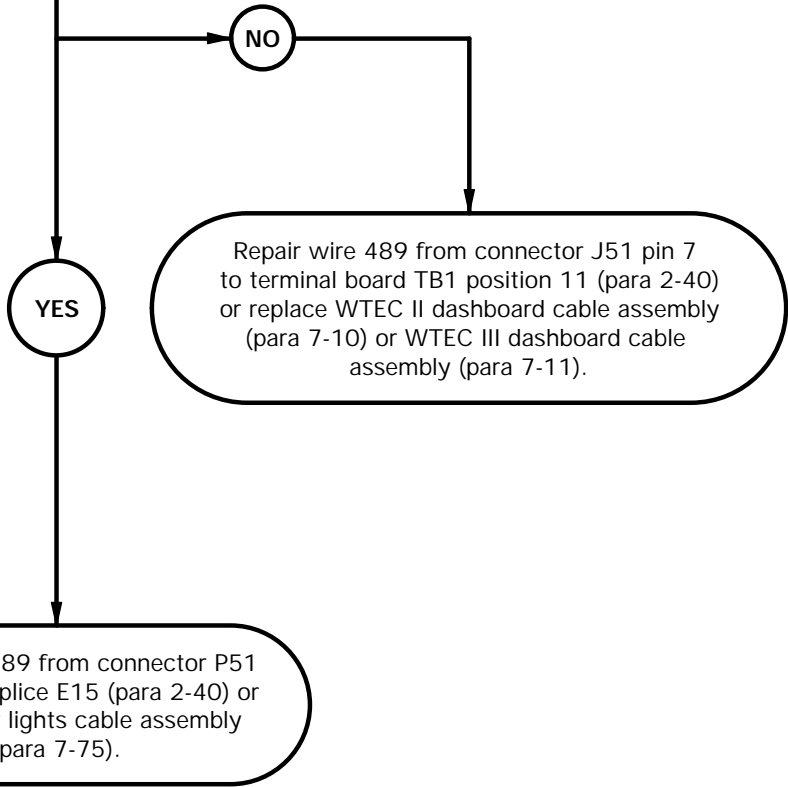 NO
YES
Repair wire 489 from connector J51 pin 7
to terminal board TB1 position 11 (para 2-40)
or replace WTEC II dashboard cable assembly
(para 7-10) or WTEC III dashboard cable
assembly (para 7-11).
89 from connector P51
plice E15 (para 2-40) or
lights cable assembly
para 7-75).